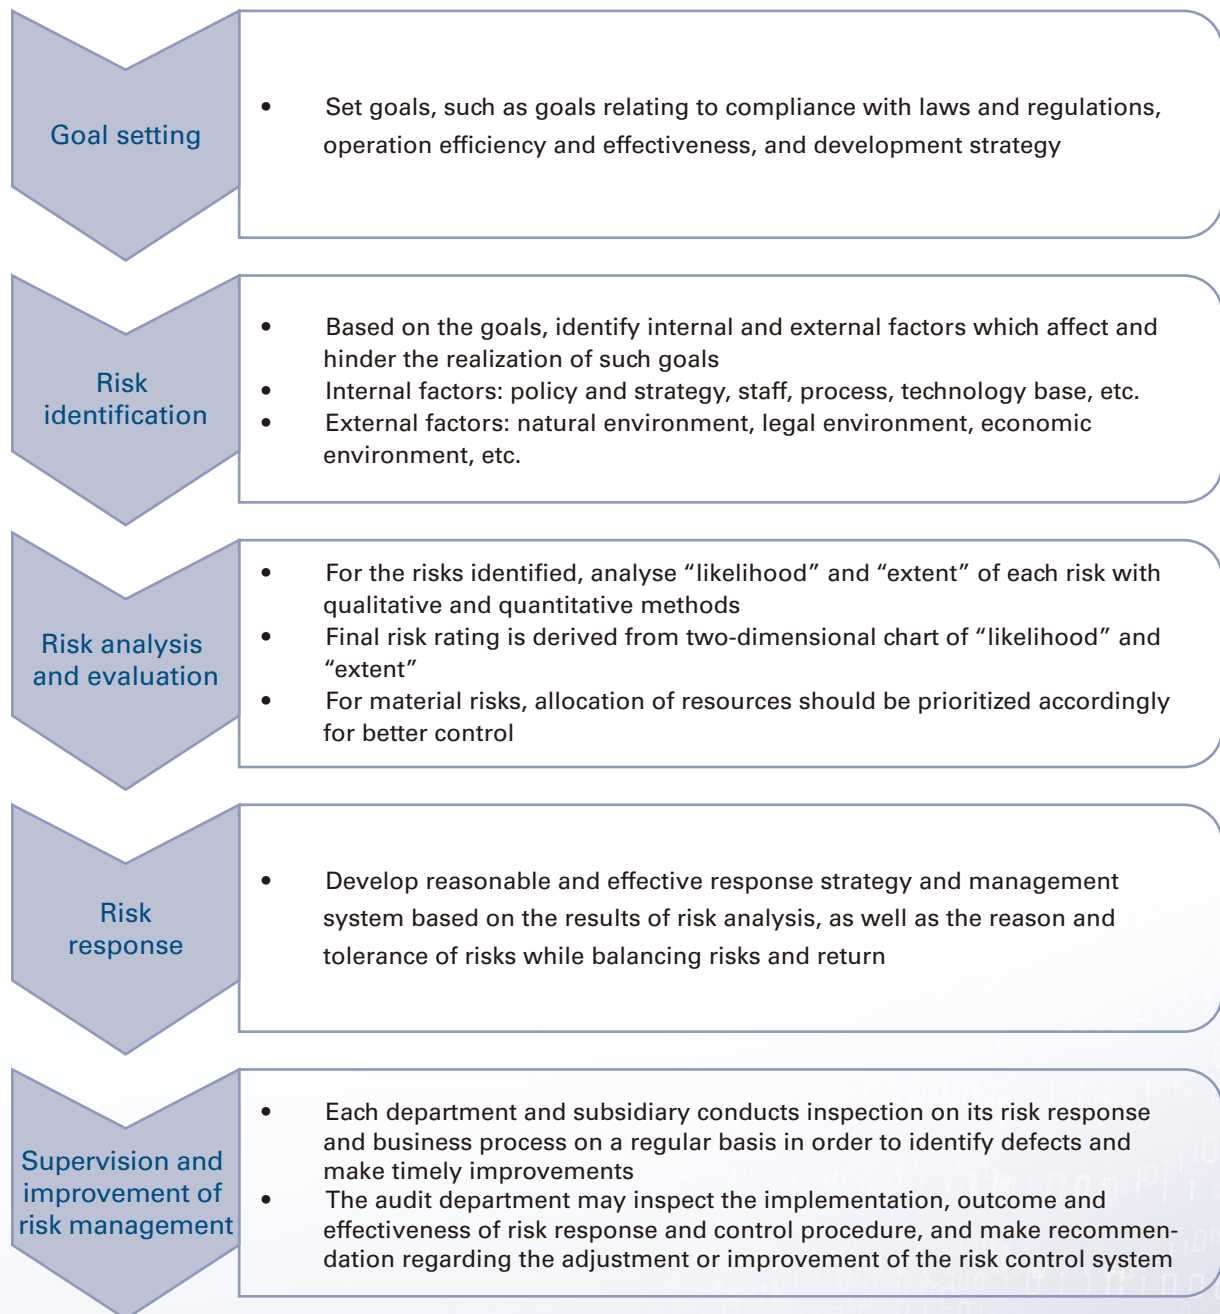 Goal setting
• Set goals, such as goals relating to compliance with laws and regulations,
operation efficiency and effectiveness, and development strategy
Risk
identification
• Based on the goals, identify internal and external factors which affect and
hinder the realization of such goals
• Internal factors: policy and strategy, staff, process, technology base, etc.
• External factors: natural environment, legal environment, economic
environment, etc.
Risk analysis
and evaluation
• For the risks identified, analyse “likelihood” and “extent” of each risk with
qualitative and quantitative methods
• Final risk rating is derived from two-dimensional chart of “likelihood” and
“extent”
• For material risks, allocation of resources should be prioritized accordingly
for better control
Risk
response
• Develop reasonable and effective response strategy and management
system based on the results of risk analysis, as well as the reason and
tolerance of risks while balancing risks and return
Supervision and
improvement of
risk management
• Each department and subsidiary conducts inspection on its risk response
and business process on a regular basis in order to identify defects and
make timely improvements
• The audit department may inspect the implementation, outcome and
effectiveness of risk response and control procedure, and make recommen-
dation regarding the adjustment or improvement of the risk control system